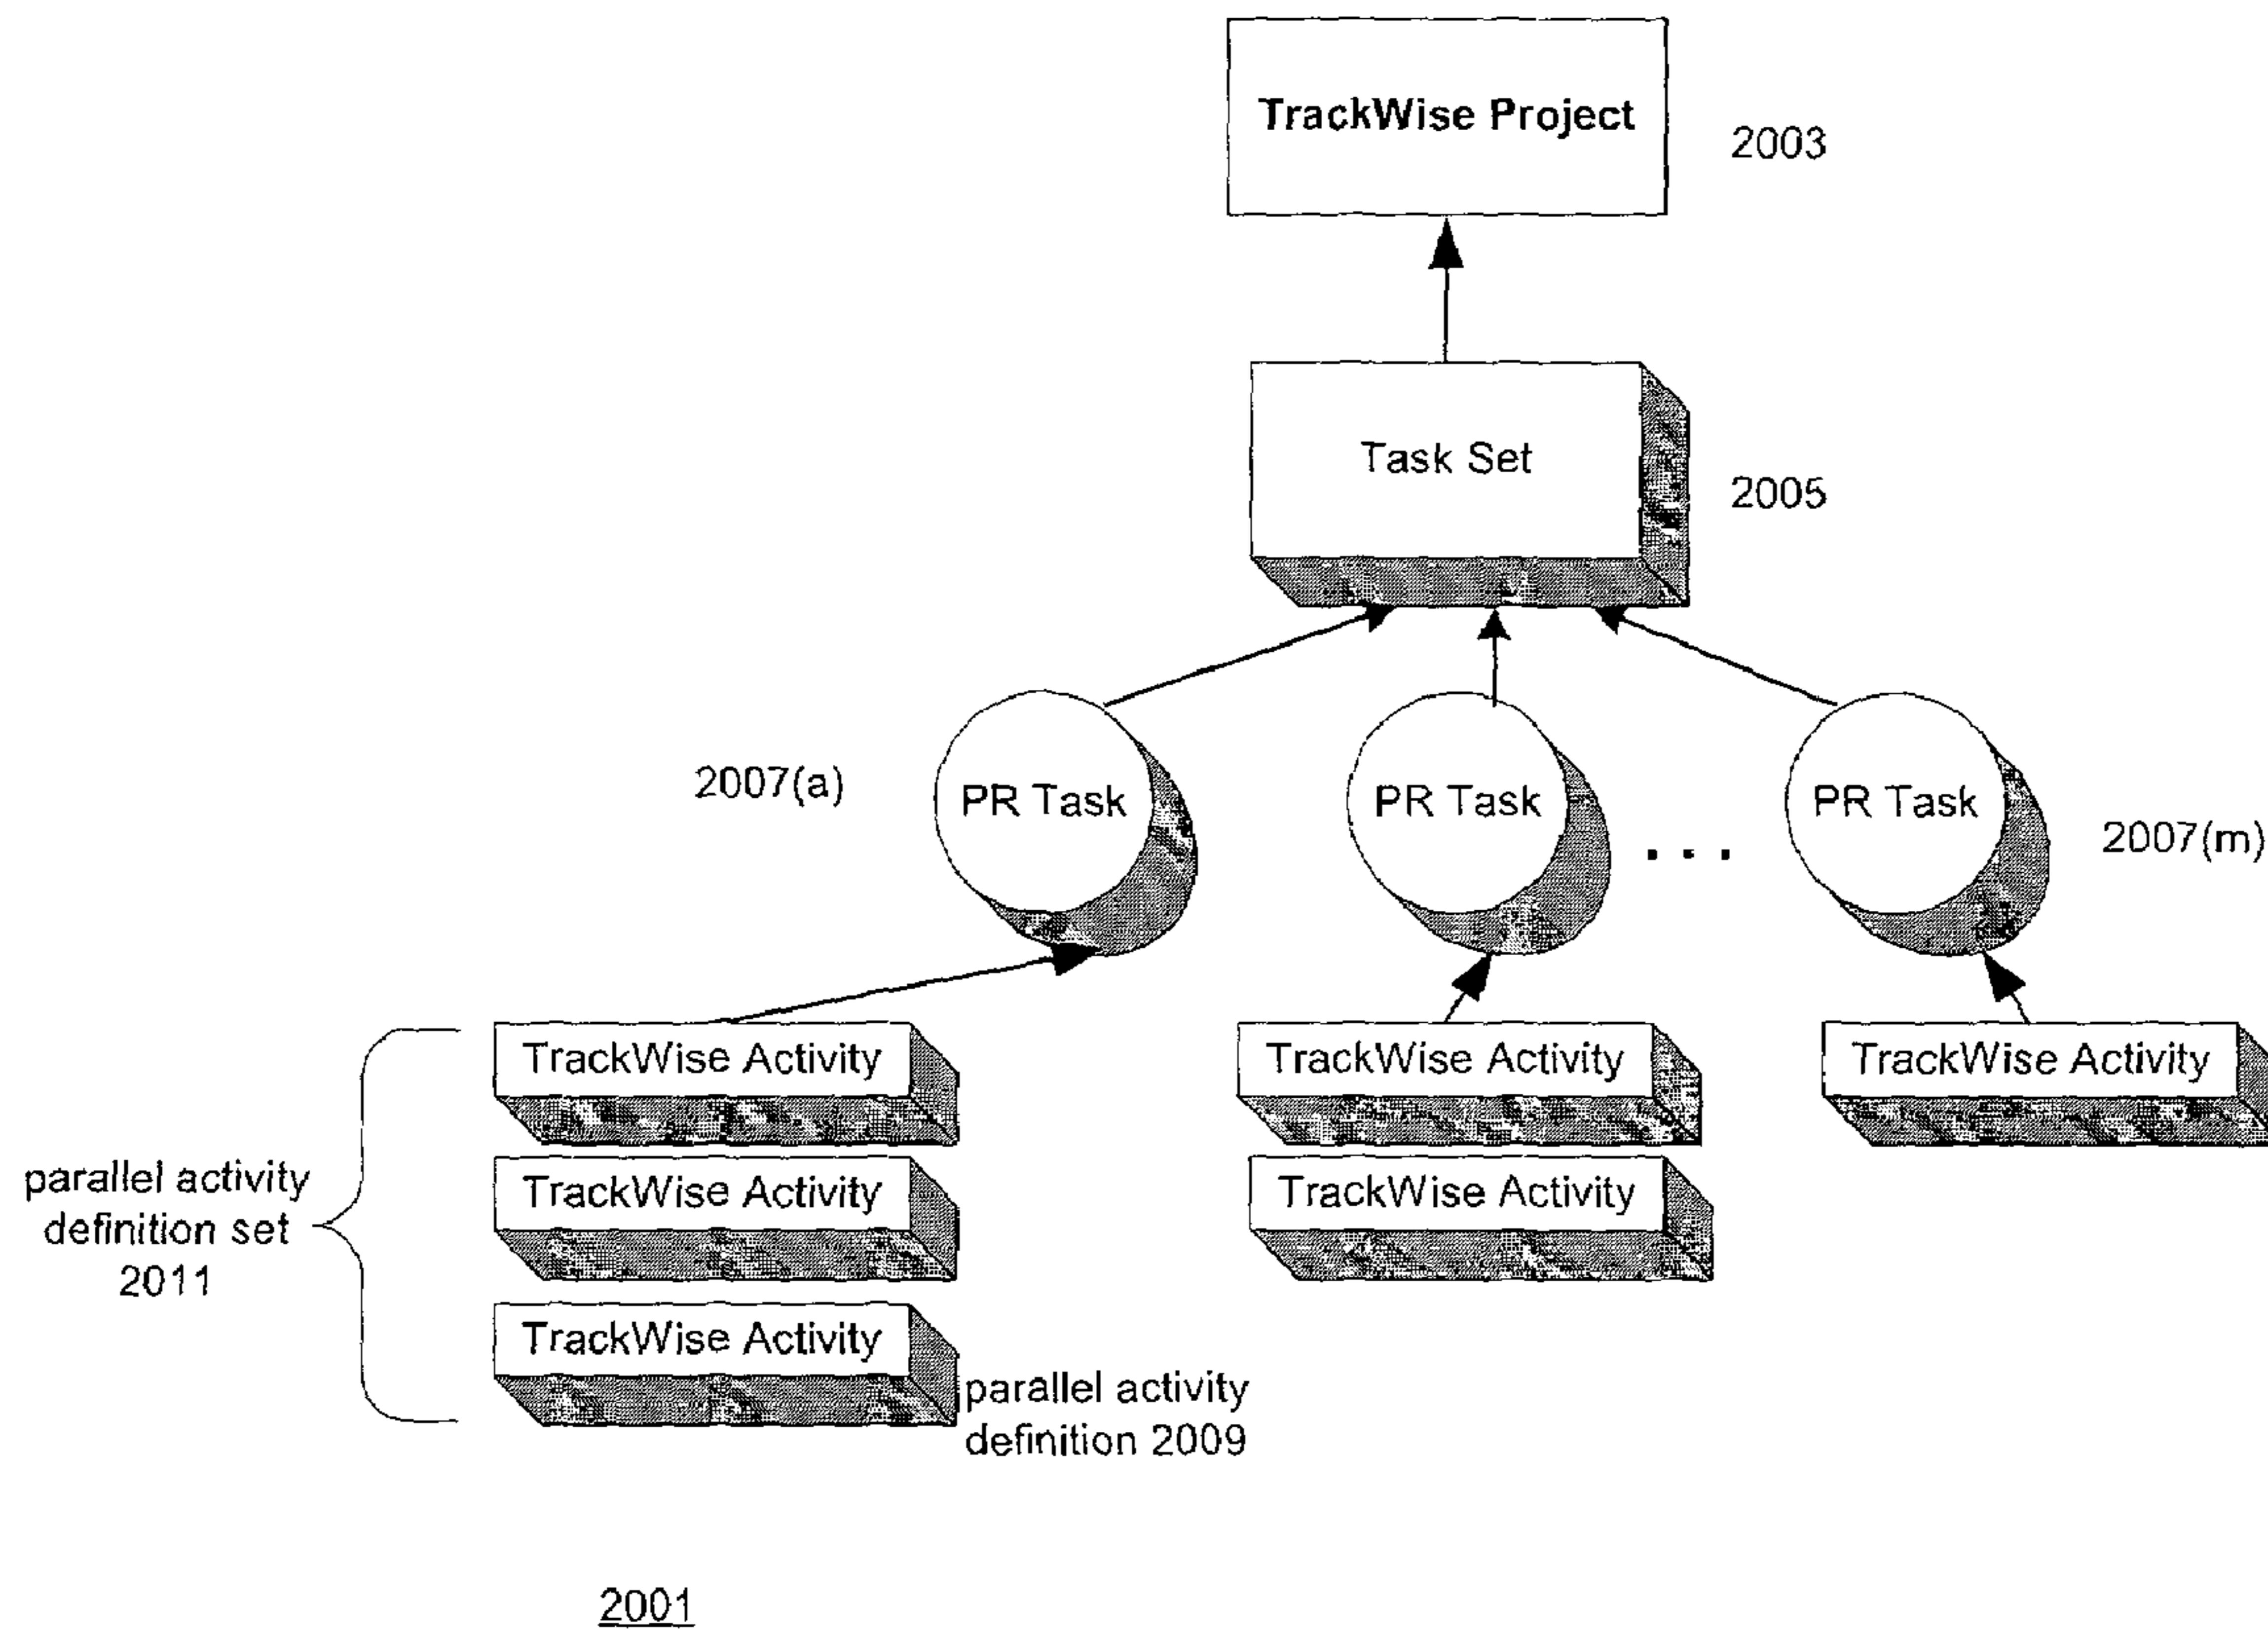 TrackWise Project
2003
Task Set
2005
2007(a)
PR Task
PR Task
. . .
PR Task
2007(m)
TrackWise Activity
TrackWise Activity
TrackWise Activity
parallel activity
definition set
2011
TrackWise Activity
TrackWise Activity
TrackWise Activity
parallel activity
definition 2009
2001